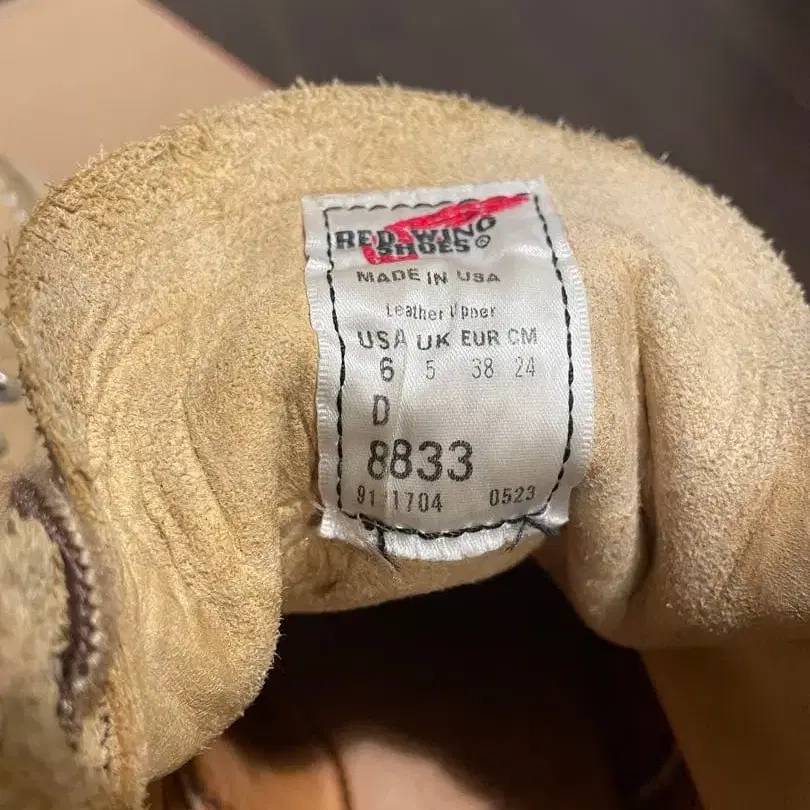 RED WING
SHOES®
MADE IN USA
Leather Upper
USA UK EUR CM
6 5 38 24
D
8833
91 1704 0523